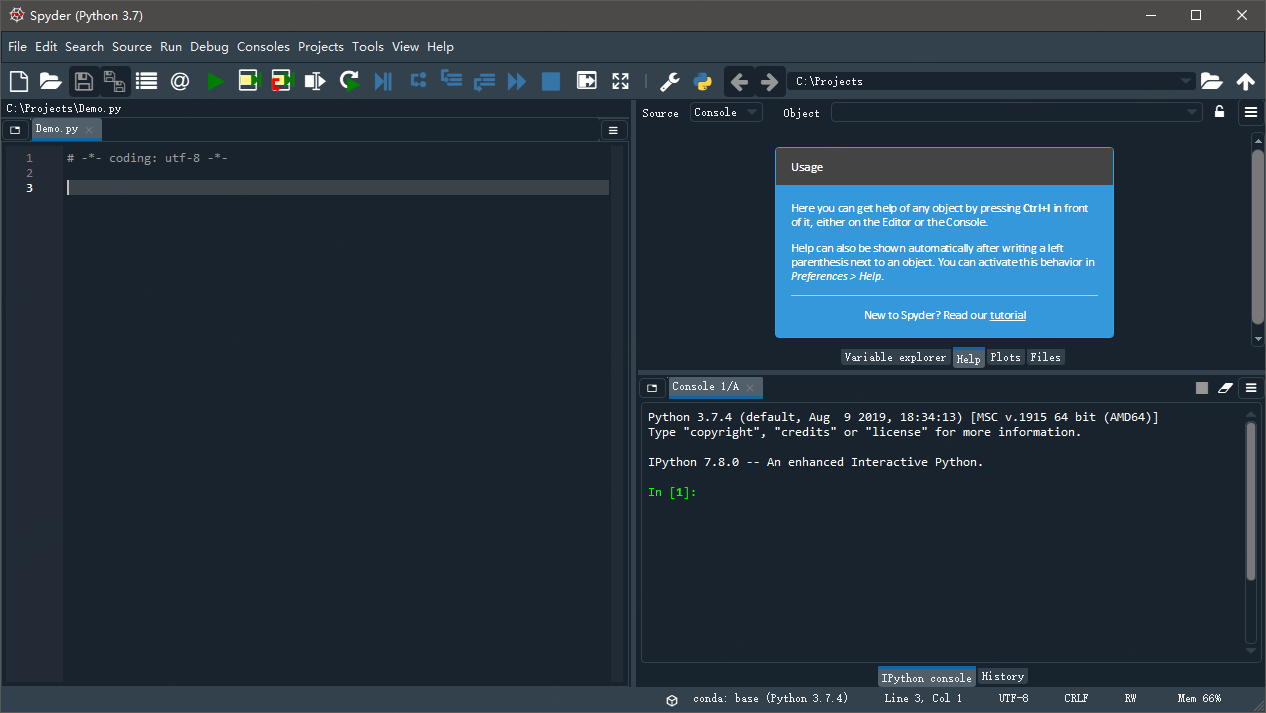 Spyder (Python 3.7)
File Edit Search Source Run Debug Consoles Projects Tools View Help
C:\Projects
C:\Projects\Demo.py
Demo.py
1 # -*- coding: utf-8 -*-
2
3
Source Console Object
Usage
Here you can get help of any object by pressing Ctrl+I in front
of it, either on the Editor or the Console.
Help can also be shown automatically after writing a left
parenthesis next to an object. You can activate this behavior in
Preferences > Help.
New to Spyder? Read our tutorial
Variable explorer Help Plots Files
Console 1/A
Python 3.7.4 (default, Aug  9 2019, 18:34:13) [MSC v.1915 64 bit (AMD64)]
Type "copyright", "credits" or "license" for more information.
IPython 7.8.0 -- An enhanced Interactive Python.
In [1]:
IPython console History
conda: base (Python 3.7.4) Line 3, Col 1 UTF-8 CRLF RW Mem 66%